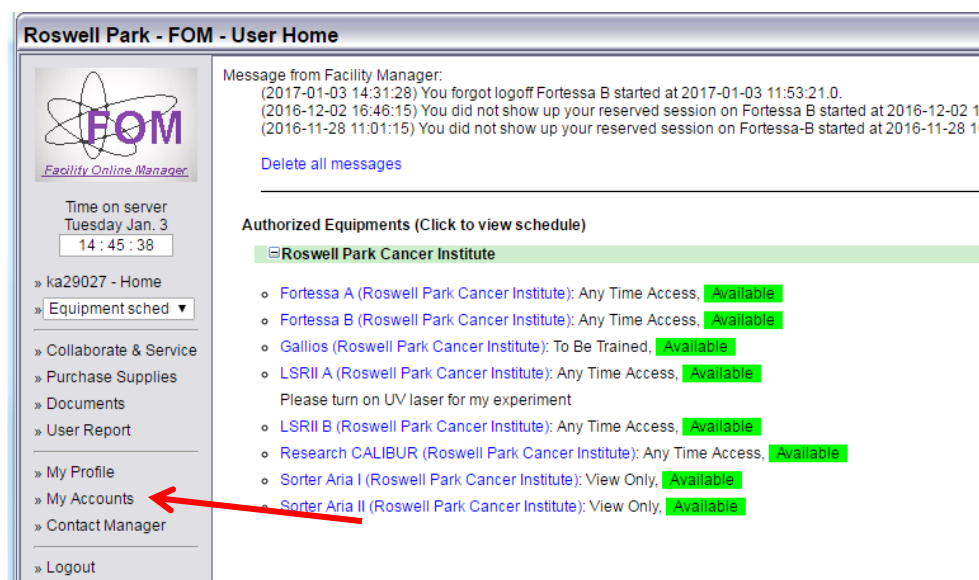 Roswell Park - FOM - User Home
FOM
Facility Online Manager
Time on server
Tuesday Jan. 3
14 : 45 : 38
» ka29027 - Home
» Equipment sched ▼
» Collaborate & Service
» Purchase Supplies
» Documents
» User Report
» My Profile
» My Accounts
» Contact Manager
» Logout
Message from Facility Manager:
(2017-01-03 14:31:28) You forgot logoff Fortessa B started at 2017-01-03 11:53:21.0.
(2016-12-02 16:46:15) You did not show up your reserved session on Fortessa B started at 2016-12-02 1
(2016-11-28 11:01:15) You did not show up your reserved session on Fortessa-B started at 2016-11-28 1
Delete all messages
Authorized Equipments (Click to view schedule)
Roswell Park Cancer Institute
Fortessa A (Roswell Park Cancer Institute): Any Time Access, Available
Fortessa B (Roswell Park Cancer Institute): Any Time Access, Available
Gallios (Roswell Park Cancer Institute): To Be Trained, Available
LSRII A (Roswell Park Cancer Institute): Any Time Access, Available
Please turn on UV laser for my experiment
LSRII B (Roswell Park Cancer Institute): Any Time Access, Available
Research CALIBUR (Roswell Park Cancer Institute): Any Time Access, Available
Sorter Aria I (Roswell Park Cancer Institute): View Only, Available
Sorter Aria II (Roswell Park Cancer Institute): View Only, Available